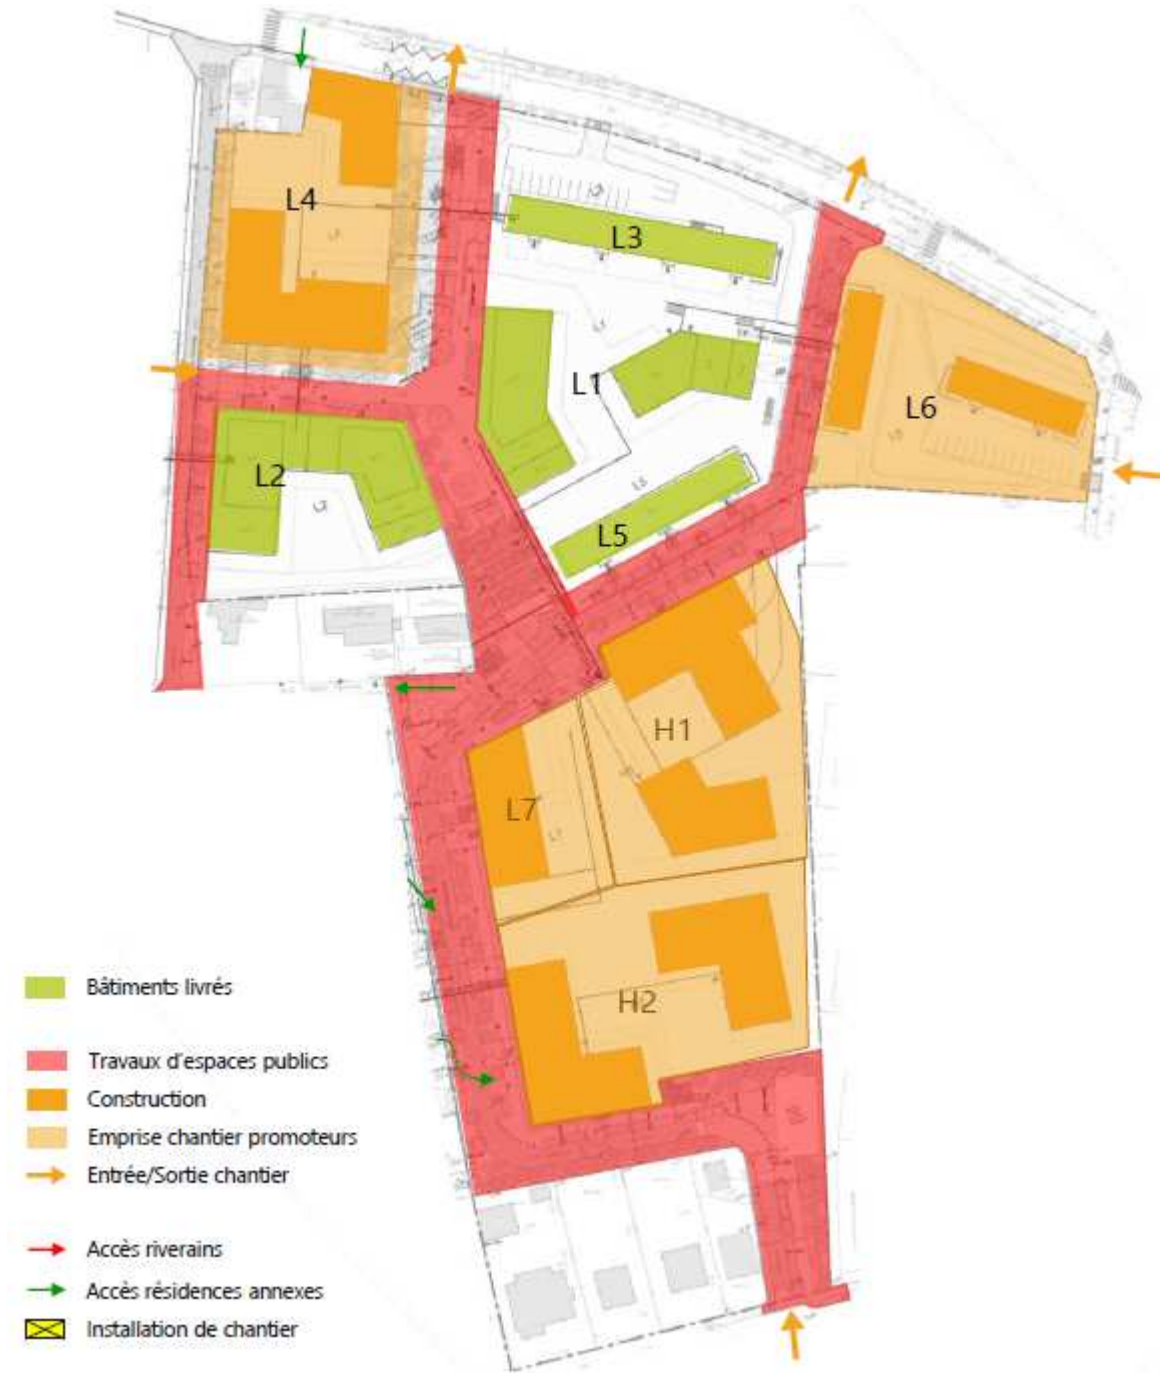 L4
L3
L1
L6
L2
L5
H1
L7
H2
Bâtiments livrés
Travaux d'espaces publics
Construction
Emprise chantier promoteurs
Entrée/Sortie chantier
Accès riverains
Accès résidences annexes
Installation de chantier